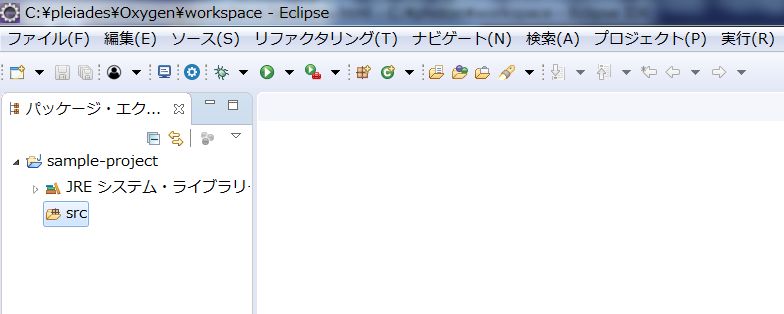 C:¥pleiades¥Oxygen¥workspace - Eclipse
ファイル(F) 編集(E) ソース(S) リファクタリング(T) ナビゲート(N) 検索(A) プロジェクト(P) 実行(R)
パッケージ・エク...
sample-project
JRE システム・ライブラリー
src